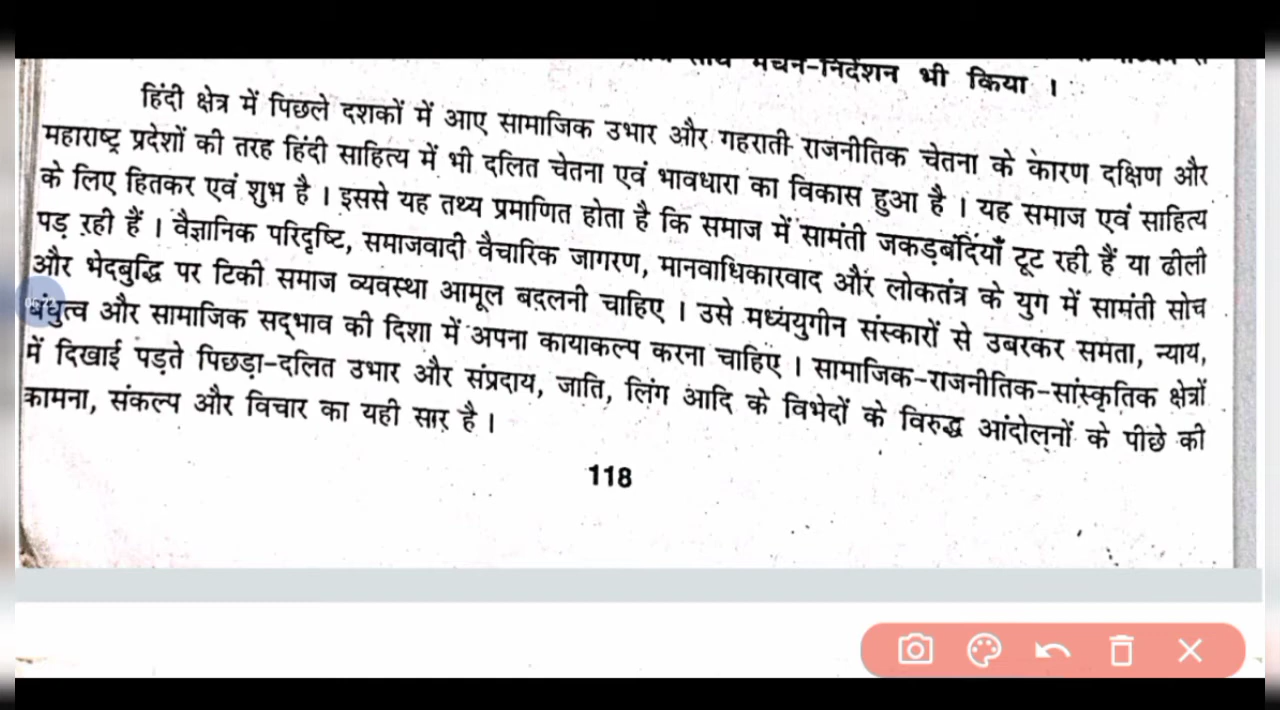 मंचन-निर्देशन भी किया ।
हिंदी क्षेत्र में पिछले दशकों में आए सामाजिक उभार और गहराती राजनीतिक चेतना के कारण दक्षिण और
महाराष्ट्र प्रदेशों की तरह हिंदी साहित्य में भी दलित चेतना एवं भावधारा का विकास हुआ है । यह समाज एवं साहित्य
के लिए हितकर एवं शुभ है । इससे यह तथ्य प्रमाणित होता है कि समाज में सामंती जकड़बंदियाँ टूट रही हैं या ढीली
पड़ रही हैं । वैज्ञानिक परिदृष्टि, समाजवादी वैचारिक जागरण, मानवाधिकारवाद और लोकतंत्र के युग में सामंती सोच
और भेदबुद्धि पर टिकी समाज व्यवस्था आमूल बदलनी चाहिए । उसे मध्ययुगीन संस्कारों से उबरकर समता, न्याय,
बंधुत्व और सामाजिक सद्भाव की दिशा में अपना कायाकल्प करना चाहिए । सामाजिक-राजनीतिक-सांस्कृतिक क्षेत्रों
में दिखाई पड़ते पिछड़ा-दलित उभार और संप्रदाय, जाति, लिंग आदि के विभेदों के विरुद्ध आंदोलनों के पीछे की
कामना, संकल्प और विचार का यही सार है ।
118